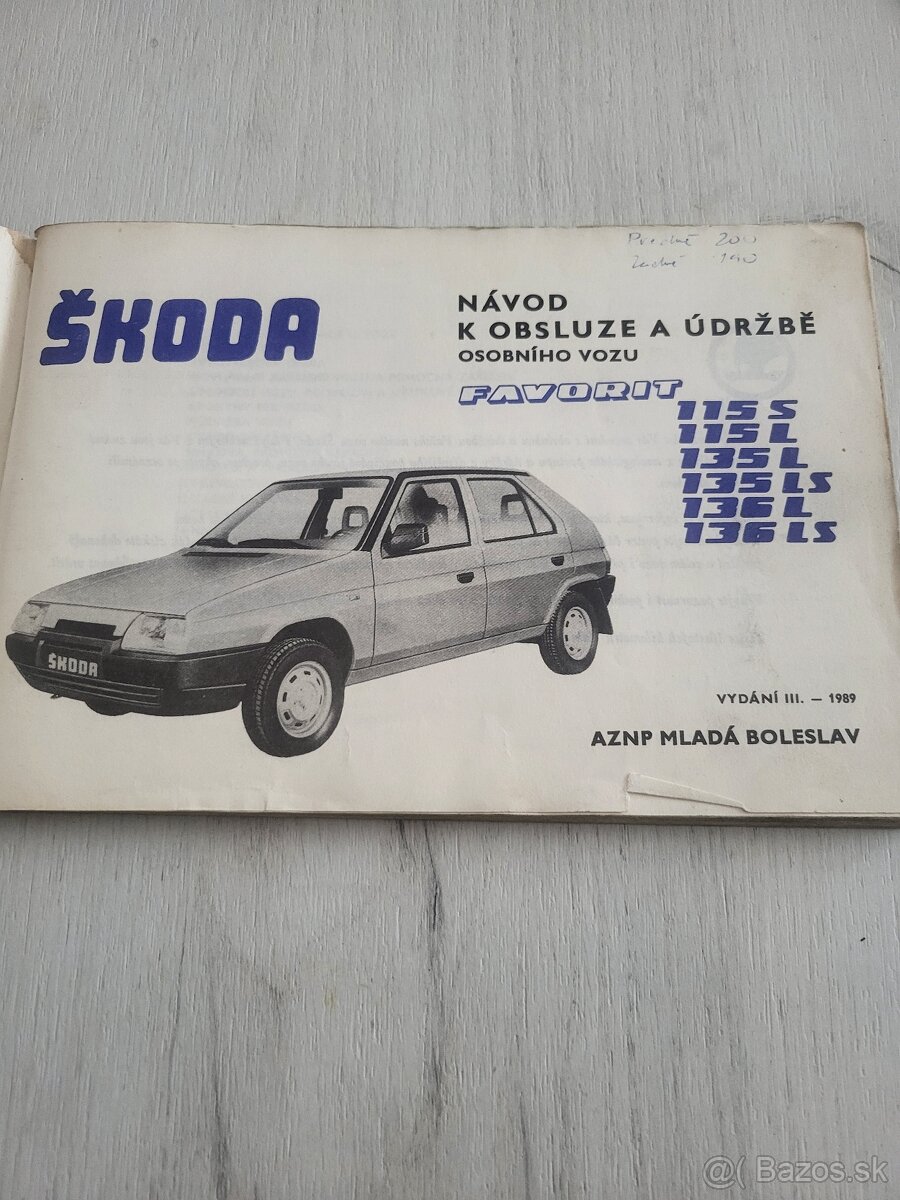 Predné 200
Zadné 190
ŠKODA
NÁVOD
K OBSLUZE A ÚDRŽBĚ
OSOBNÍHO VOZU
FAVORIT
115 S
115 L
135 L
135 LS
136 L
136 LS
ŠKODA
VYDÁNÍ III. — 1989
AZNP MLADÁ BOLESLAV
@( Bazos.sk